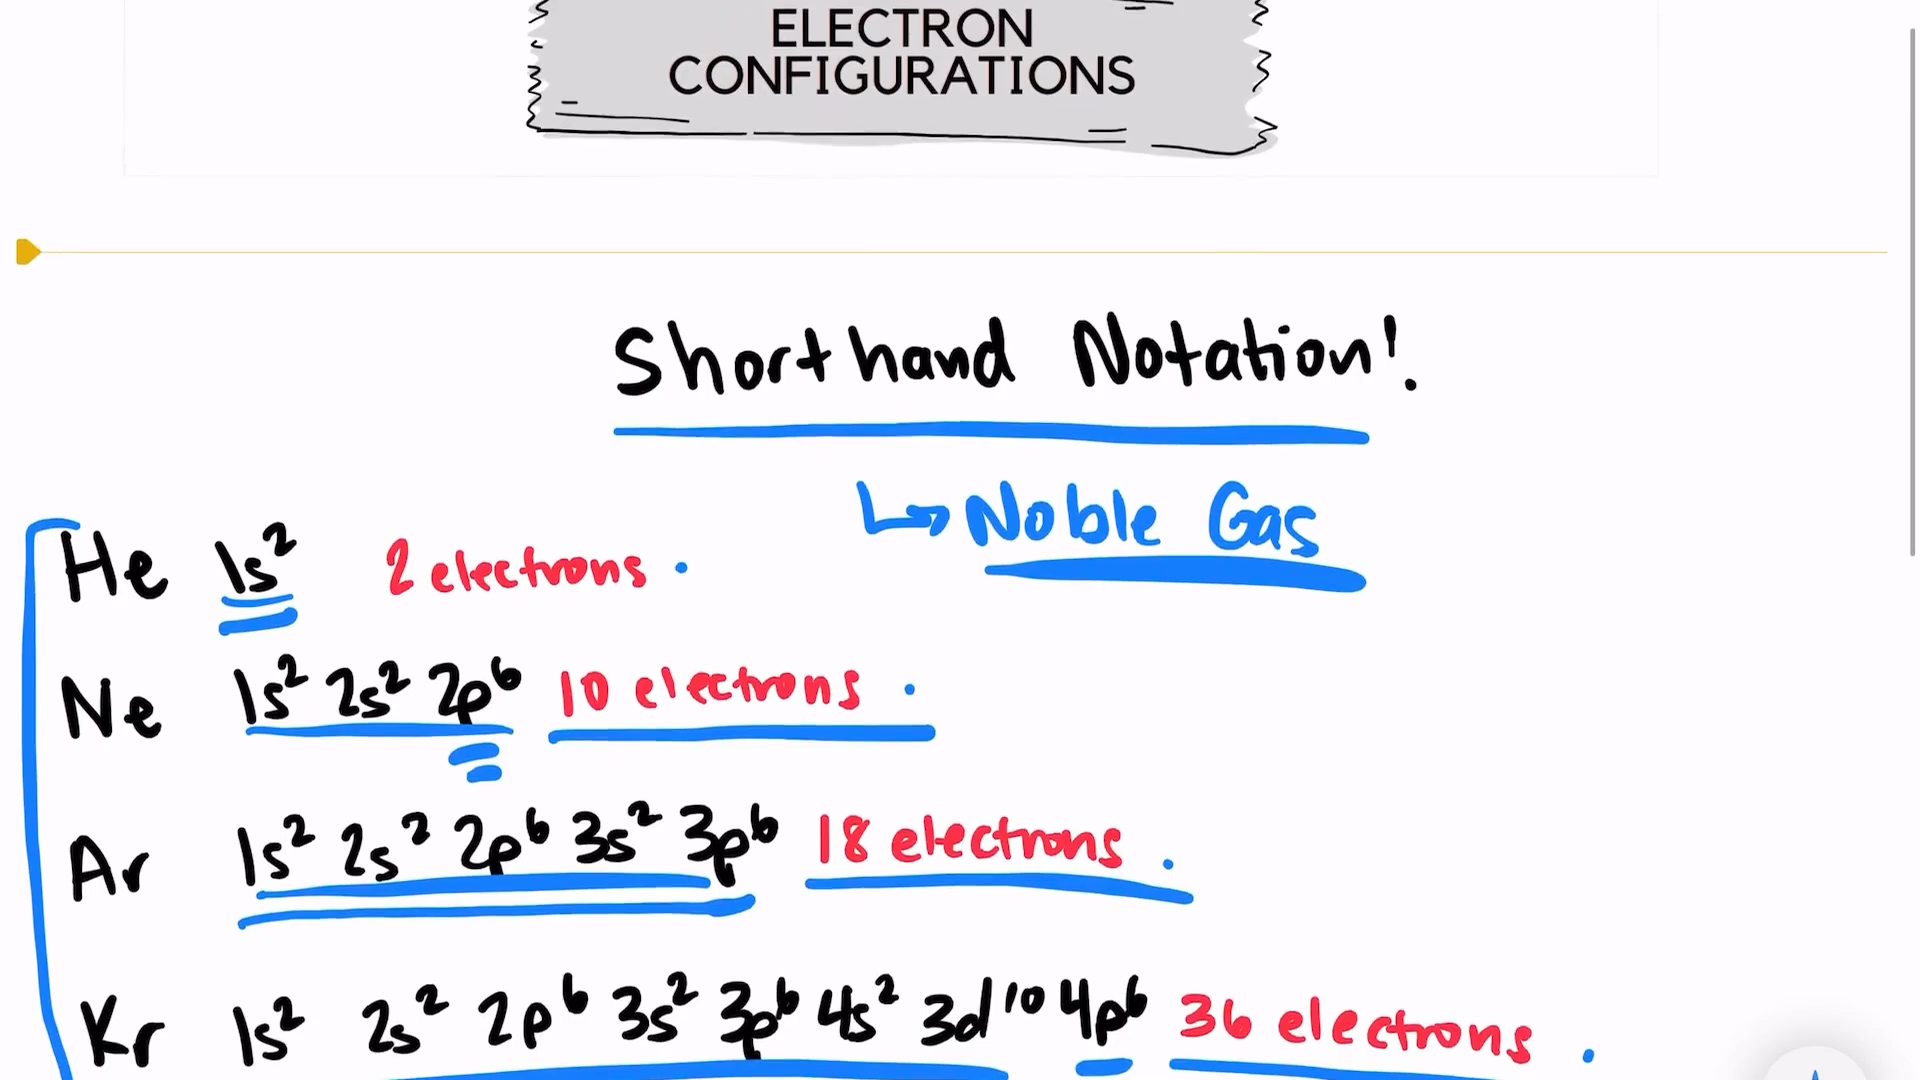 ELECTRON
CONFIGURATIONS
Shorthand Notation!
↳ Noble Gas
He 1s² 2 electrons.
Ne 1s² 2s² 2p⁶ 10 electrons.
Ar 1s² 2s² 2p⁶ 3s² 3p⁶ 18 electrons.
Kr 1s² 2s² 2p⁶ 3s² 3p⁶ 4s² 3d¹⁰ 4p⁶ 36 electrons.